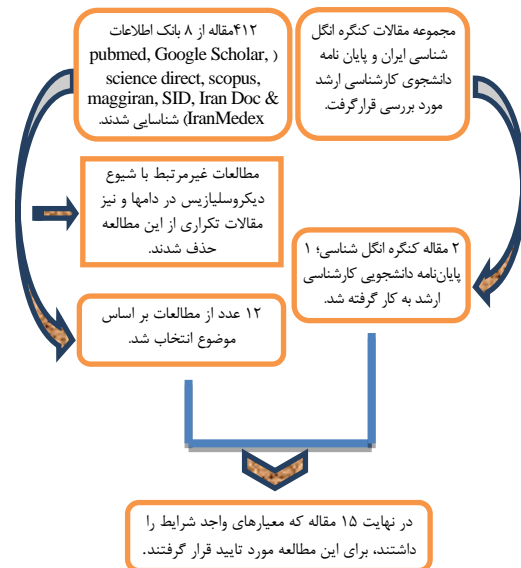 مجموعه مقالات کنگره انگل
شناسی ایران و پایان نامه
دانشجوی کارشناسی ارشد
مورد بررسی قرارگرفت.
۴۱۲مقاله از ۸ بانک اطلاعات
pubmed, Google Scholar, )
science direct, scopus,
maggiran, SID, Iran Doc &
IranMedex) شناسایی شدند.
مطالعات غیرمرتبط با شیوع
دیکروسلیازیس در دامها و نیز
مقالات تکراری از این مطالعه
حذف شدند.
۲ مقاله کنگره انگل شناسی؛ ۱
پایان‌نامه دانشجویی کارشناسی
ارشد به کار گرفته شد.
۱۲ عدد از مطالعات بر اساس
موضوع انتخاب شد.
در نهایت ۱۵ مقاله که معیارهای واجد شرایط را
داشتند، برای این مطالعه مورد تایید قرار گرفتند.